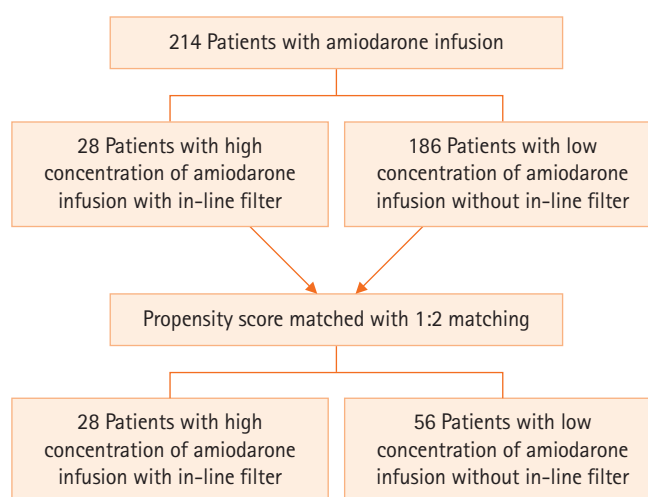 214 Patients with amiodarone infusion
28 Patients with high
concentration of amiodarone
infusion with in-line filter
186 Patients with low
concentration of amiodarone
infusion without in-line filter
Propensity score matched with 1:2 matching
28 Patients with high
concentration of amiodarone
infusion with in-line filter
56 Patients with low
concentration of amiodarone
infusion without in-line filter